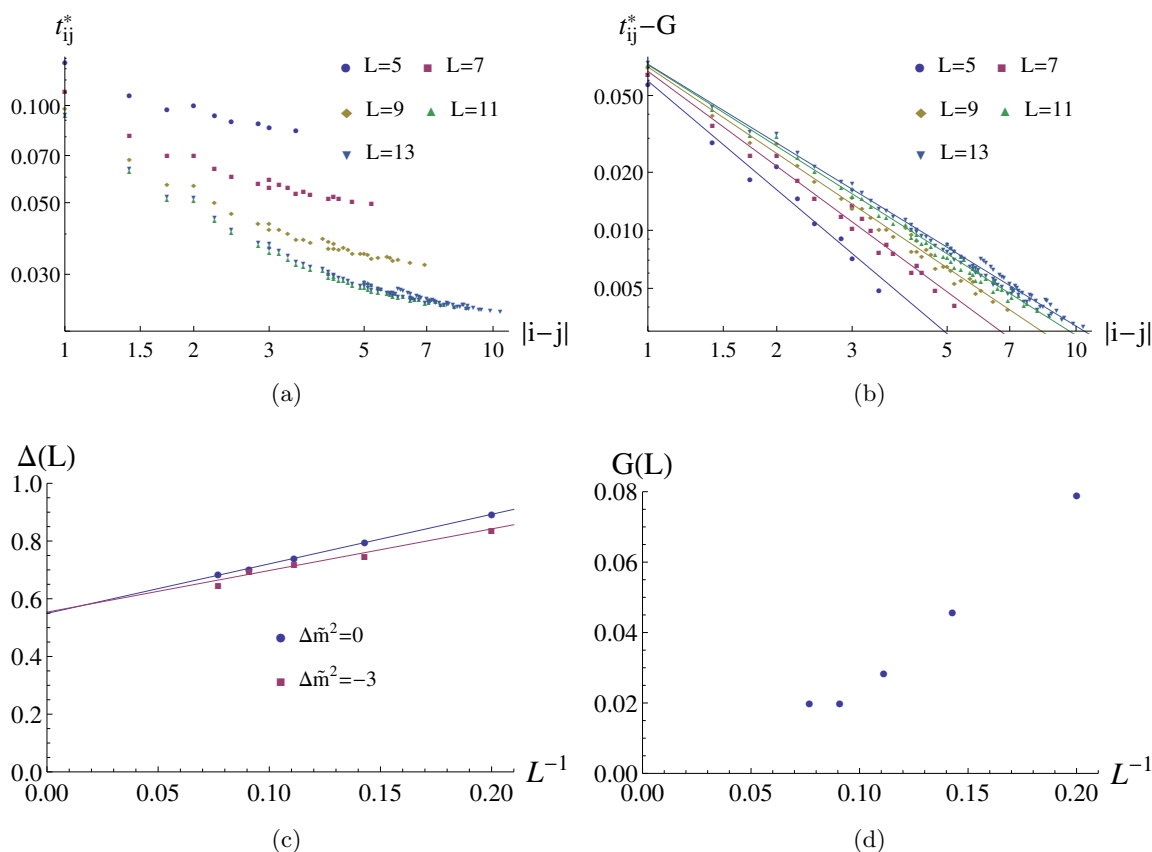 t*ij
L=5 L=7
L=9 L=11
L=13
0.100
0.070
0.050
0.030
1 1.5 2 3 5 7 10 |i−j|
(a)
t*ij−G
L=5 L=7
L=9 L=11
L=13
0.050
0.020
0.010
0.005
1 1.5 2 3 5 7 10 |i−j|
(b)
Δ(L)
1.0
0.8
0.6
0.4
0.2
0.0
Δm̃²=0
Δm̃²=−3
0.00 0.05 0.10 0.15 0.20 L⁻¹
(c)
G(L)
0.08
0.06
0.04
0.02
0.00
0.00 0.05 0.10 0.15 0.20 L⁻¹
(d)